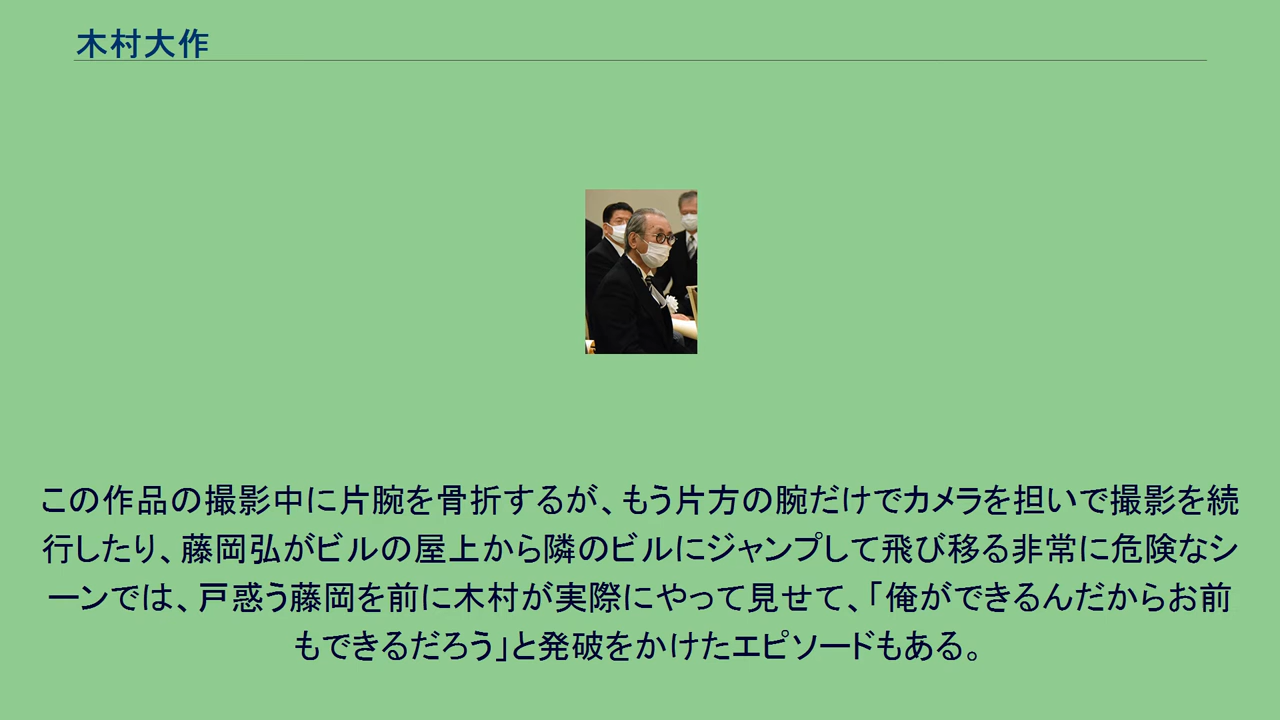 木村大作
この作品の撮影中に片腕を骨折するが、もう片方の腕だけでカメラを担いで撮影を続
行したり、藤岡弘がビルの屋上から隣のビルにジャンプして飛び移る非常に危険なシ
ーンでは、戸惑う藤岡を前に木村が実際にやって見せて、「俺ができるんだからお前
もできるだろう」と発破をかけたエピソードもある。